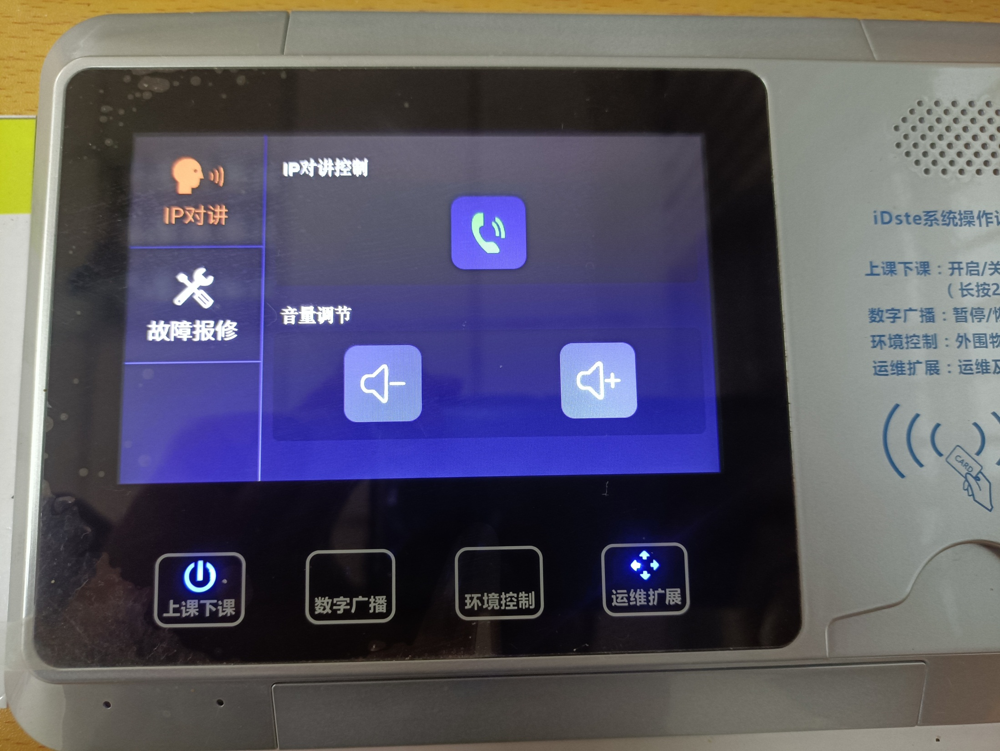 IP对讲
故障报修
IP对讲控制
音量调节
上课下课
数字广播
环境控制
运维扩展
iDste系统操作
上课下课：开启/关
（长按2
数字广播：暂停/
环境控制：外围
运维扩展：运维及
CARD